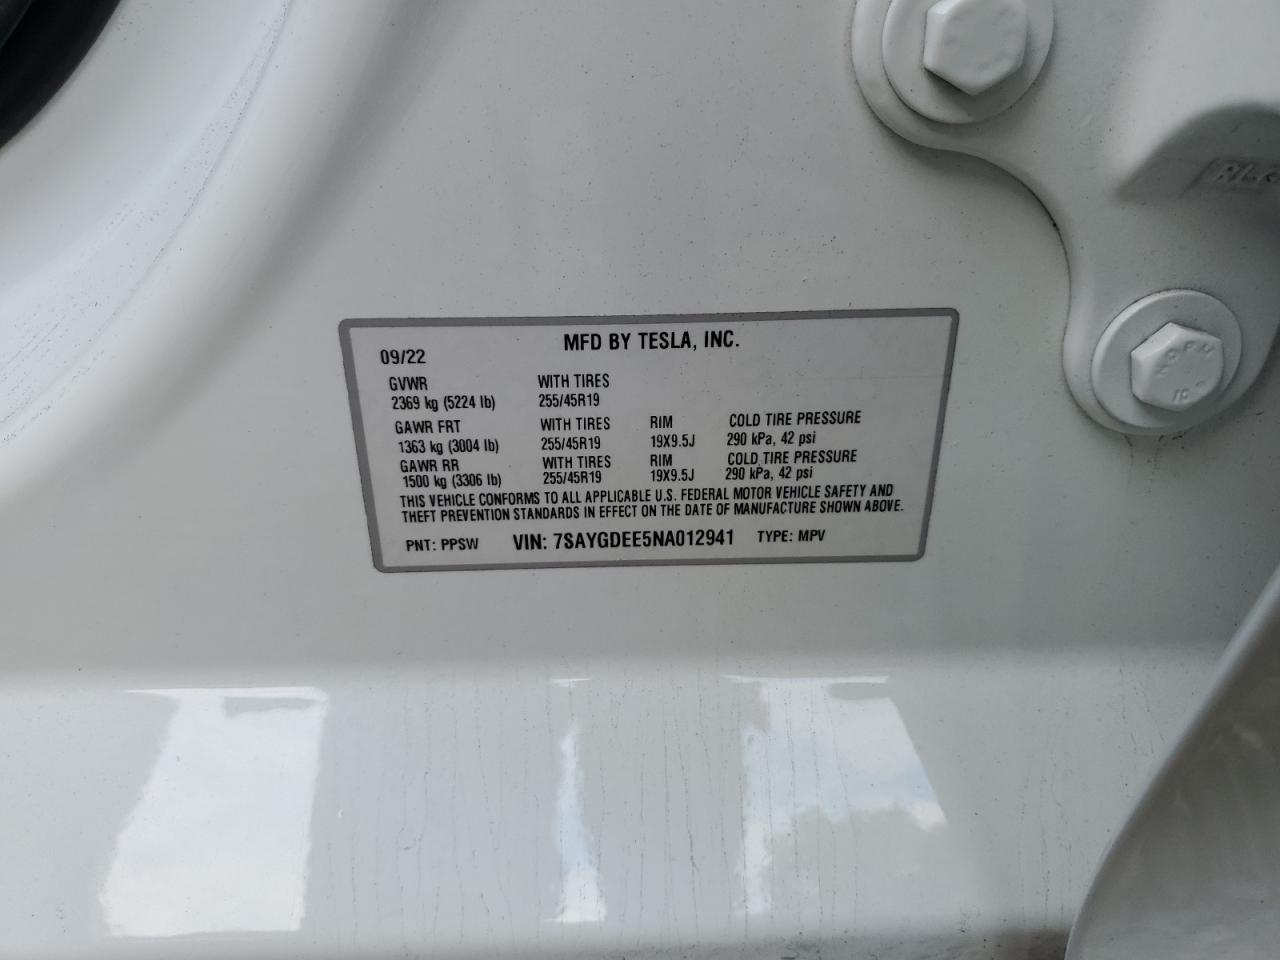 MFD BY TESLA, INC.
09/22
GVWR WITH TIRES
2369 kg (5224 lb) 255/45R19
GAWR FRT WITH TIRES RIM COLD TIRE PRESSURE
1363 kg (3004 lb) 255/45R19 19X9.5J 290 kPa, 42 psi
GAWR RR WITH TIRES RIM COLD TIRE PRESSURE
1500 kg (3306 lb) 255/45R19 19X9.5J 290 kPa, 42 psi
THIS VEHICLE CONFORMS TO ALL APPLICABLE U.S. FEDERAL MOTOR VEHICLE SAFETY AND
THEFT PREVENTION STANDARDS IN EFFECT ON THE DATE OF MANUFACTURE SHOWN ABOVE.
PNT: PPSW VIN: 7SAYGDEE5NA012941 TYPE: MPV